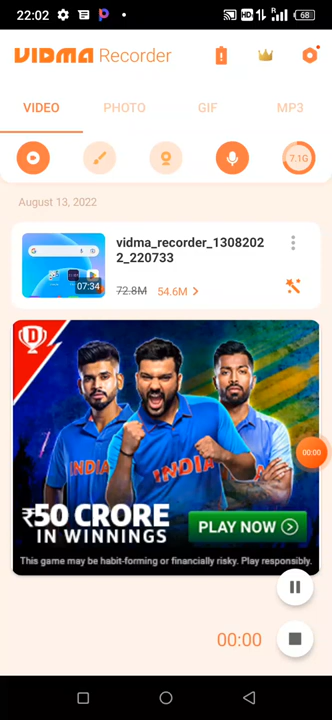 22:02
HD
R
68
VIDMA Recorder
VIDEO PHOTO GIF MP3
7.1G
August 13, 2022
vidma_recorder_1308202
2_220733
07:34
72.8M 54.6M >
D
INDIA INDIA
₹50 CRORE
IN WINNINGS
PLAY NOW
This game may be habit-forming or financially risky. Play responsibly.
00:00
00:00